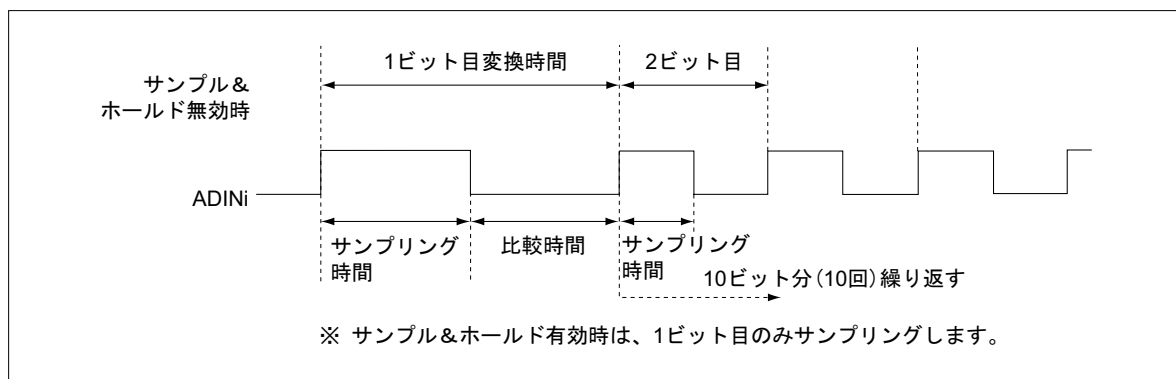 1ビット目変換時間
2ビット目
サンプル＆
ホールド無効時
ADINi
サンプリング
時間
比較時間
サンプリング
時間
10ビット分(10回)繰り返す
※ サンプル＆ホールド有効時は、1ビット目のみサンプリングします。